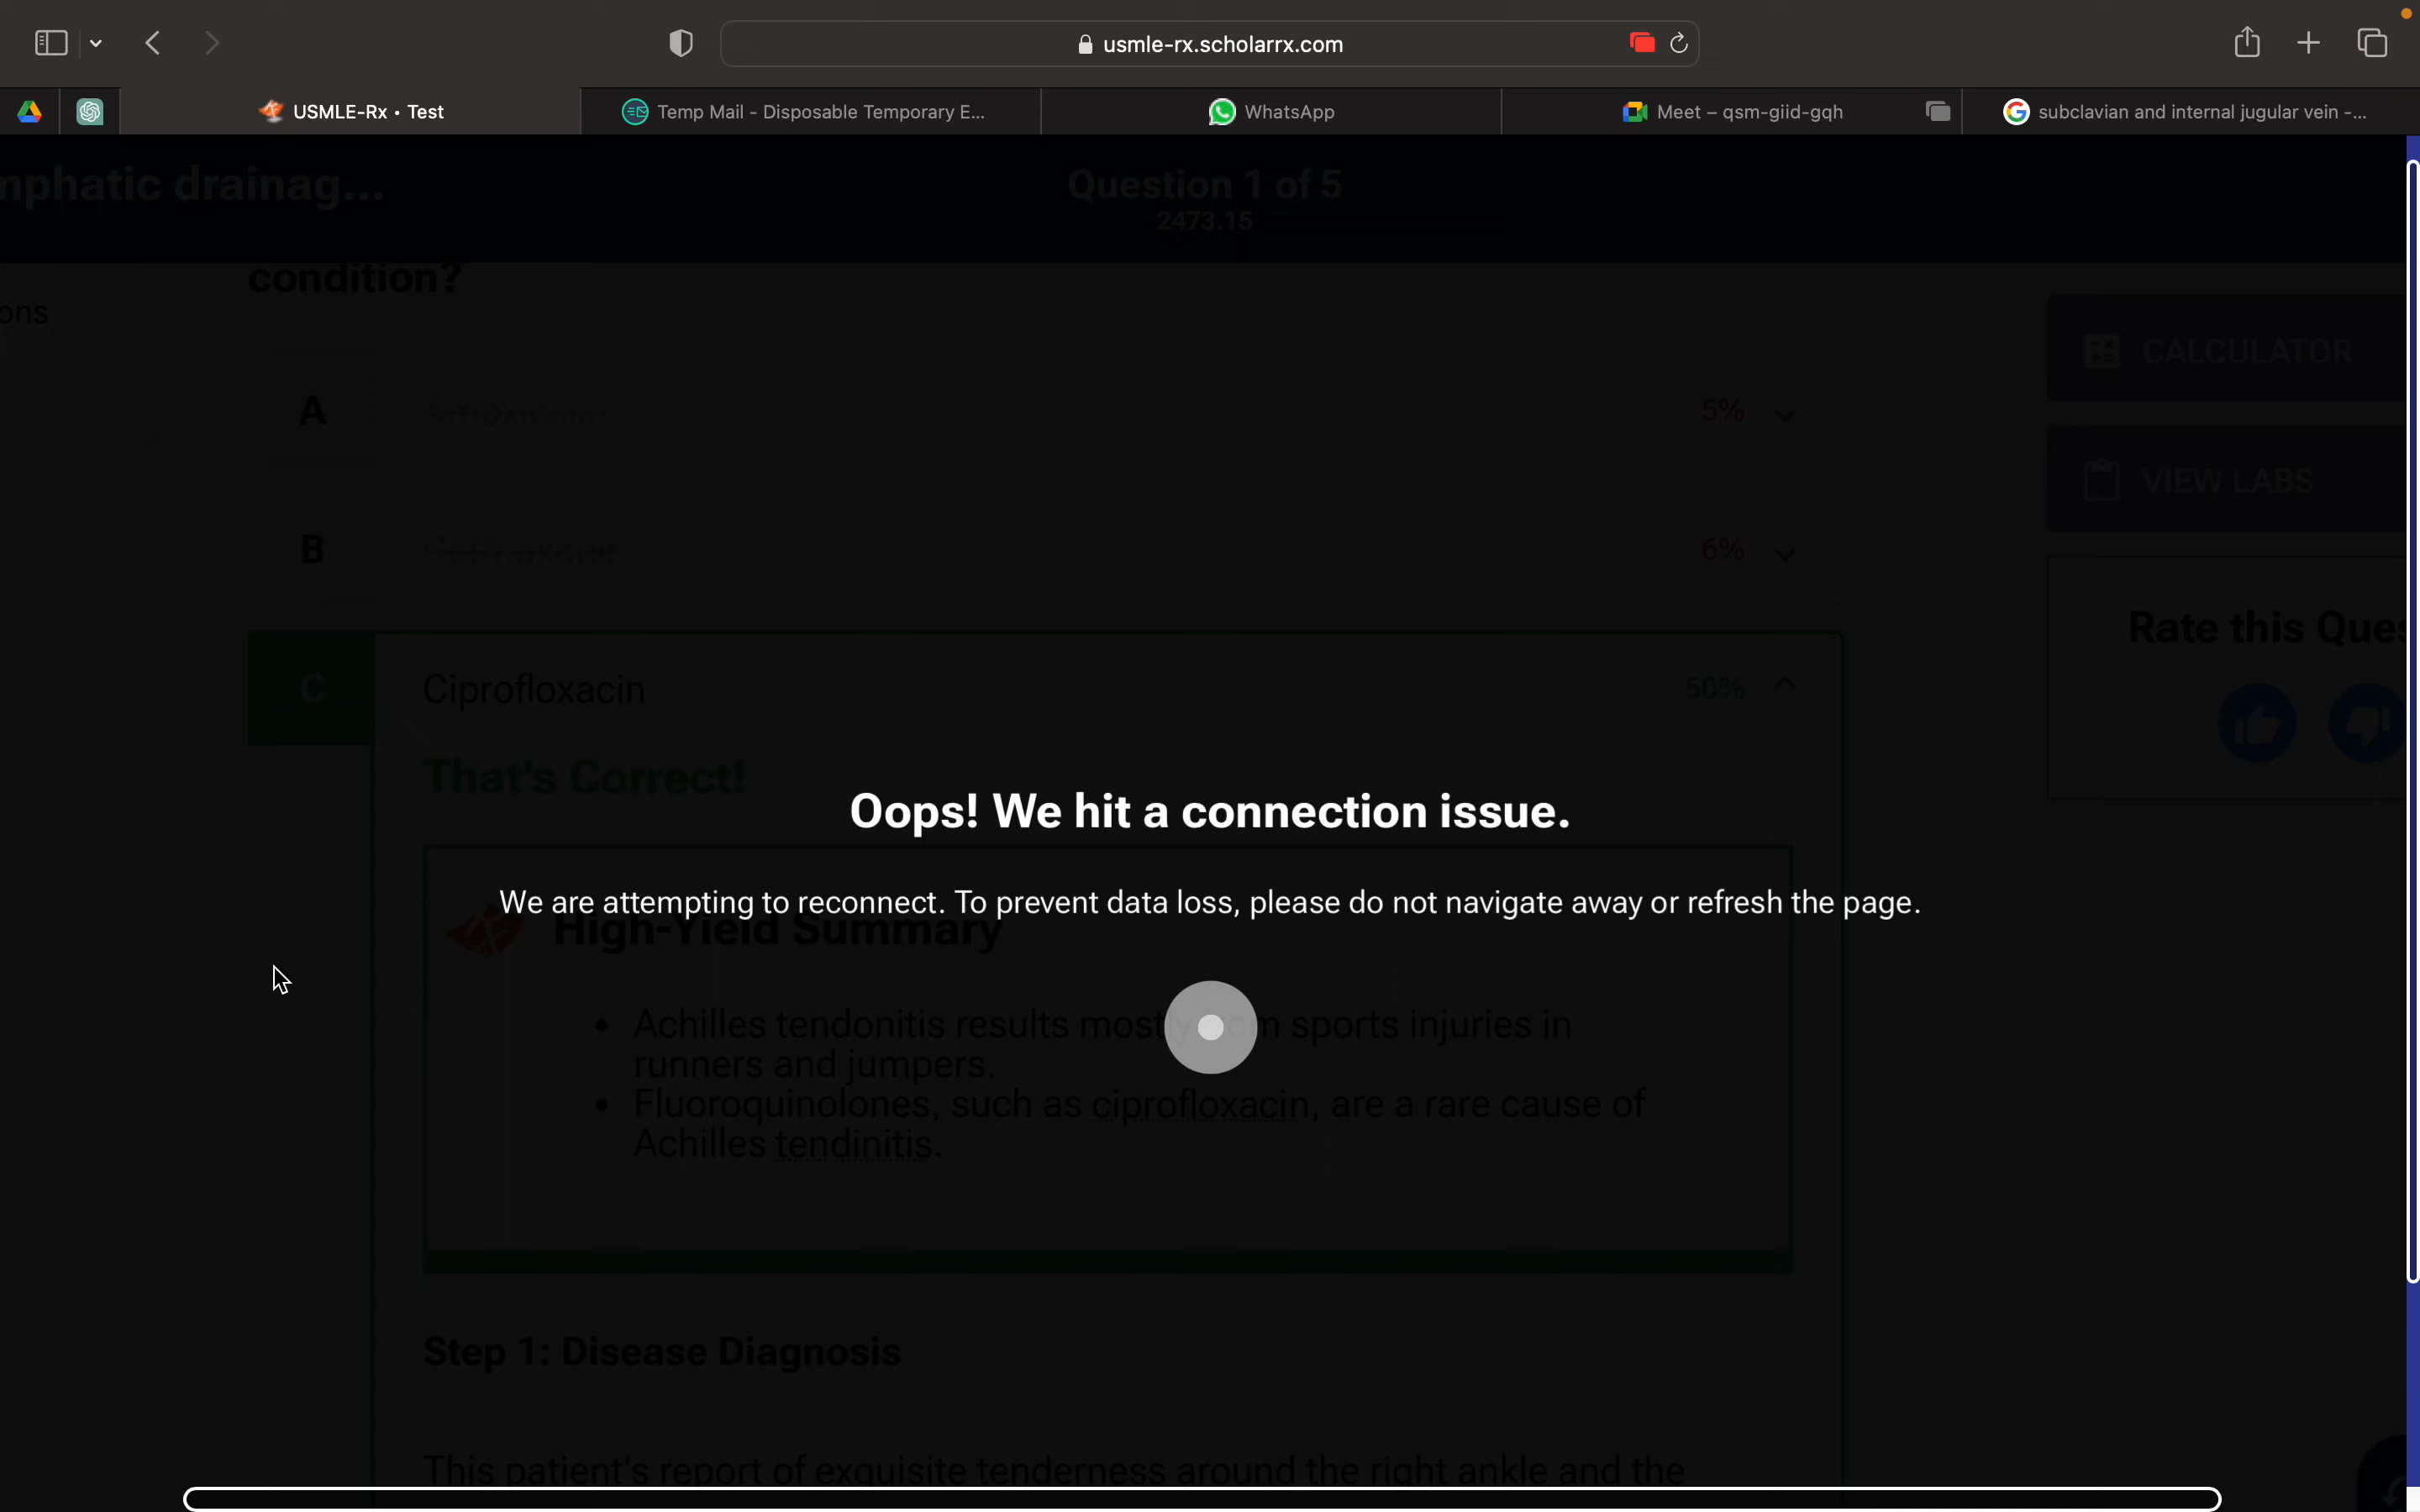 usmle-rx.scholarrx.com
USMLE-Rx • Test
Temp Mail - Disposable Temporary E...
WhatsApp
Meet – qsm-giid-gqh
subclavian and internal jugular vein -...
mphatic drainag...
Question 1 of 5
2473.15
condition?
ons
CALCULATOR
A Amoxicillin 5%
VIEW LABS
B Ceftriaxone 6%
Rate this Ques
C Ciprofloxacin 50%
That's Correct!
Oops! We hit a connection issue.
We are attempting to reconnect. To prevent data loss, please do not navigate away or refresh the page.
High-Yield Summary
• Achilles tendonitis results mostly from sports injuries in
runners and jumpers.
• Fluoroquinolones, such as ciprofloxacin, are a rare cause of
Achilles tendinitis.
Step 1: Disease Diagnosis
This patient's report of exquisite tenderness around the right ankle and the